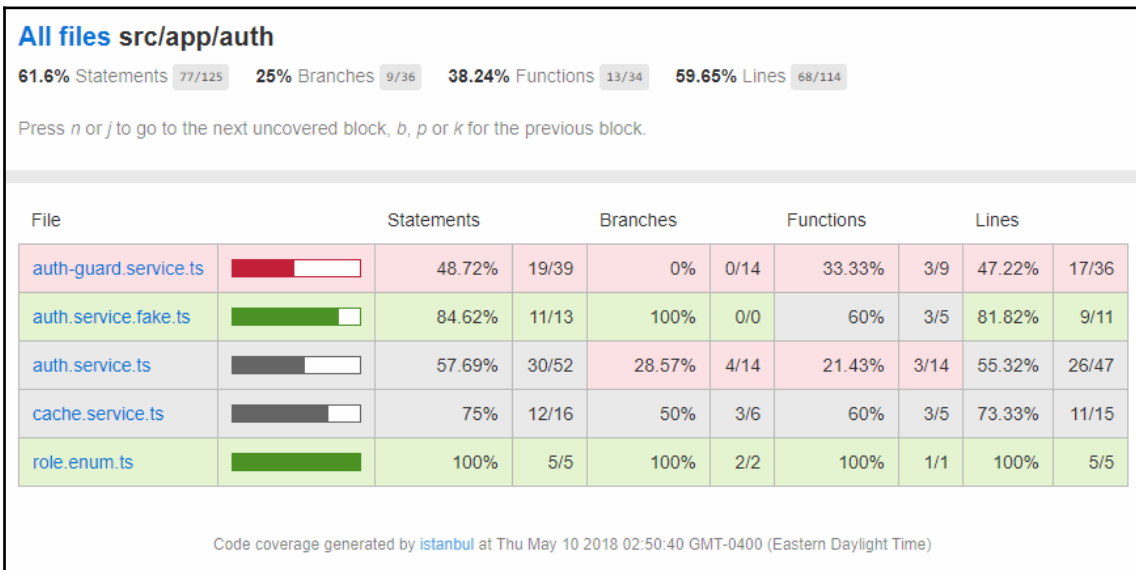 All files src/app/auth
61.6% Statements 77/125 25% Branches 9/36 38.24% Functions 13/34 59.65% Lines 68/114
Press n or j to go to the next uncovered block, b, p or k for the previous block.
File Statements Branches Functions Lines
auth-guard.service.ts 48.72% 19/39 0% 0/14 33.33% 3/9 47.22% 17/36
auth.service.fake.ts 84.62% 11/13 100% 0/0 60% 3/5 81.82% 9/11
auth.service.ts 57.69% 30/52 28.57% 4/14 21.43% 3/14 55.32% 26/47
cache.service.ts 75% 12/16 50% 3/6 60% 3/5 73.33% 11/15
role.enum.ts 100% 5/5 100% 2/2 100% 1/1 100% 5/5
Code coverage generated by istanbul at Thu May 10 2018 02:50:40 GMT-0400 (Eastern Daylight Time)